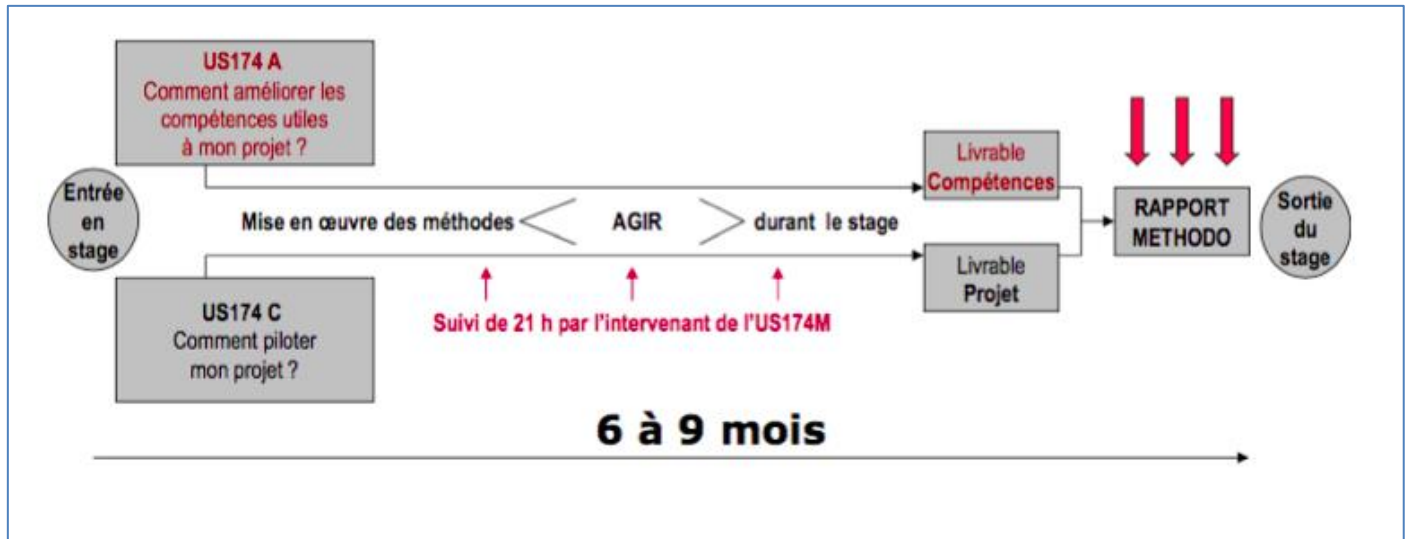 US174 A
Comment améliorer les
compétences utiles
à mon projet ?
Entrée
en
stage
Mise en œuvre des méthodes
AGIR
durant le stage
US174 C
Comment piloter
mon projet ?
Suivi de 21 h par l'intervenant de l'US174M
Livrable
Compétences
Livrable
Projet
RAPPORT
METHODO
Sortie
du
stage
6 à 9 mois